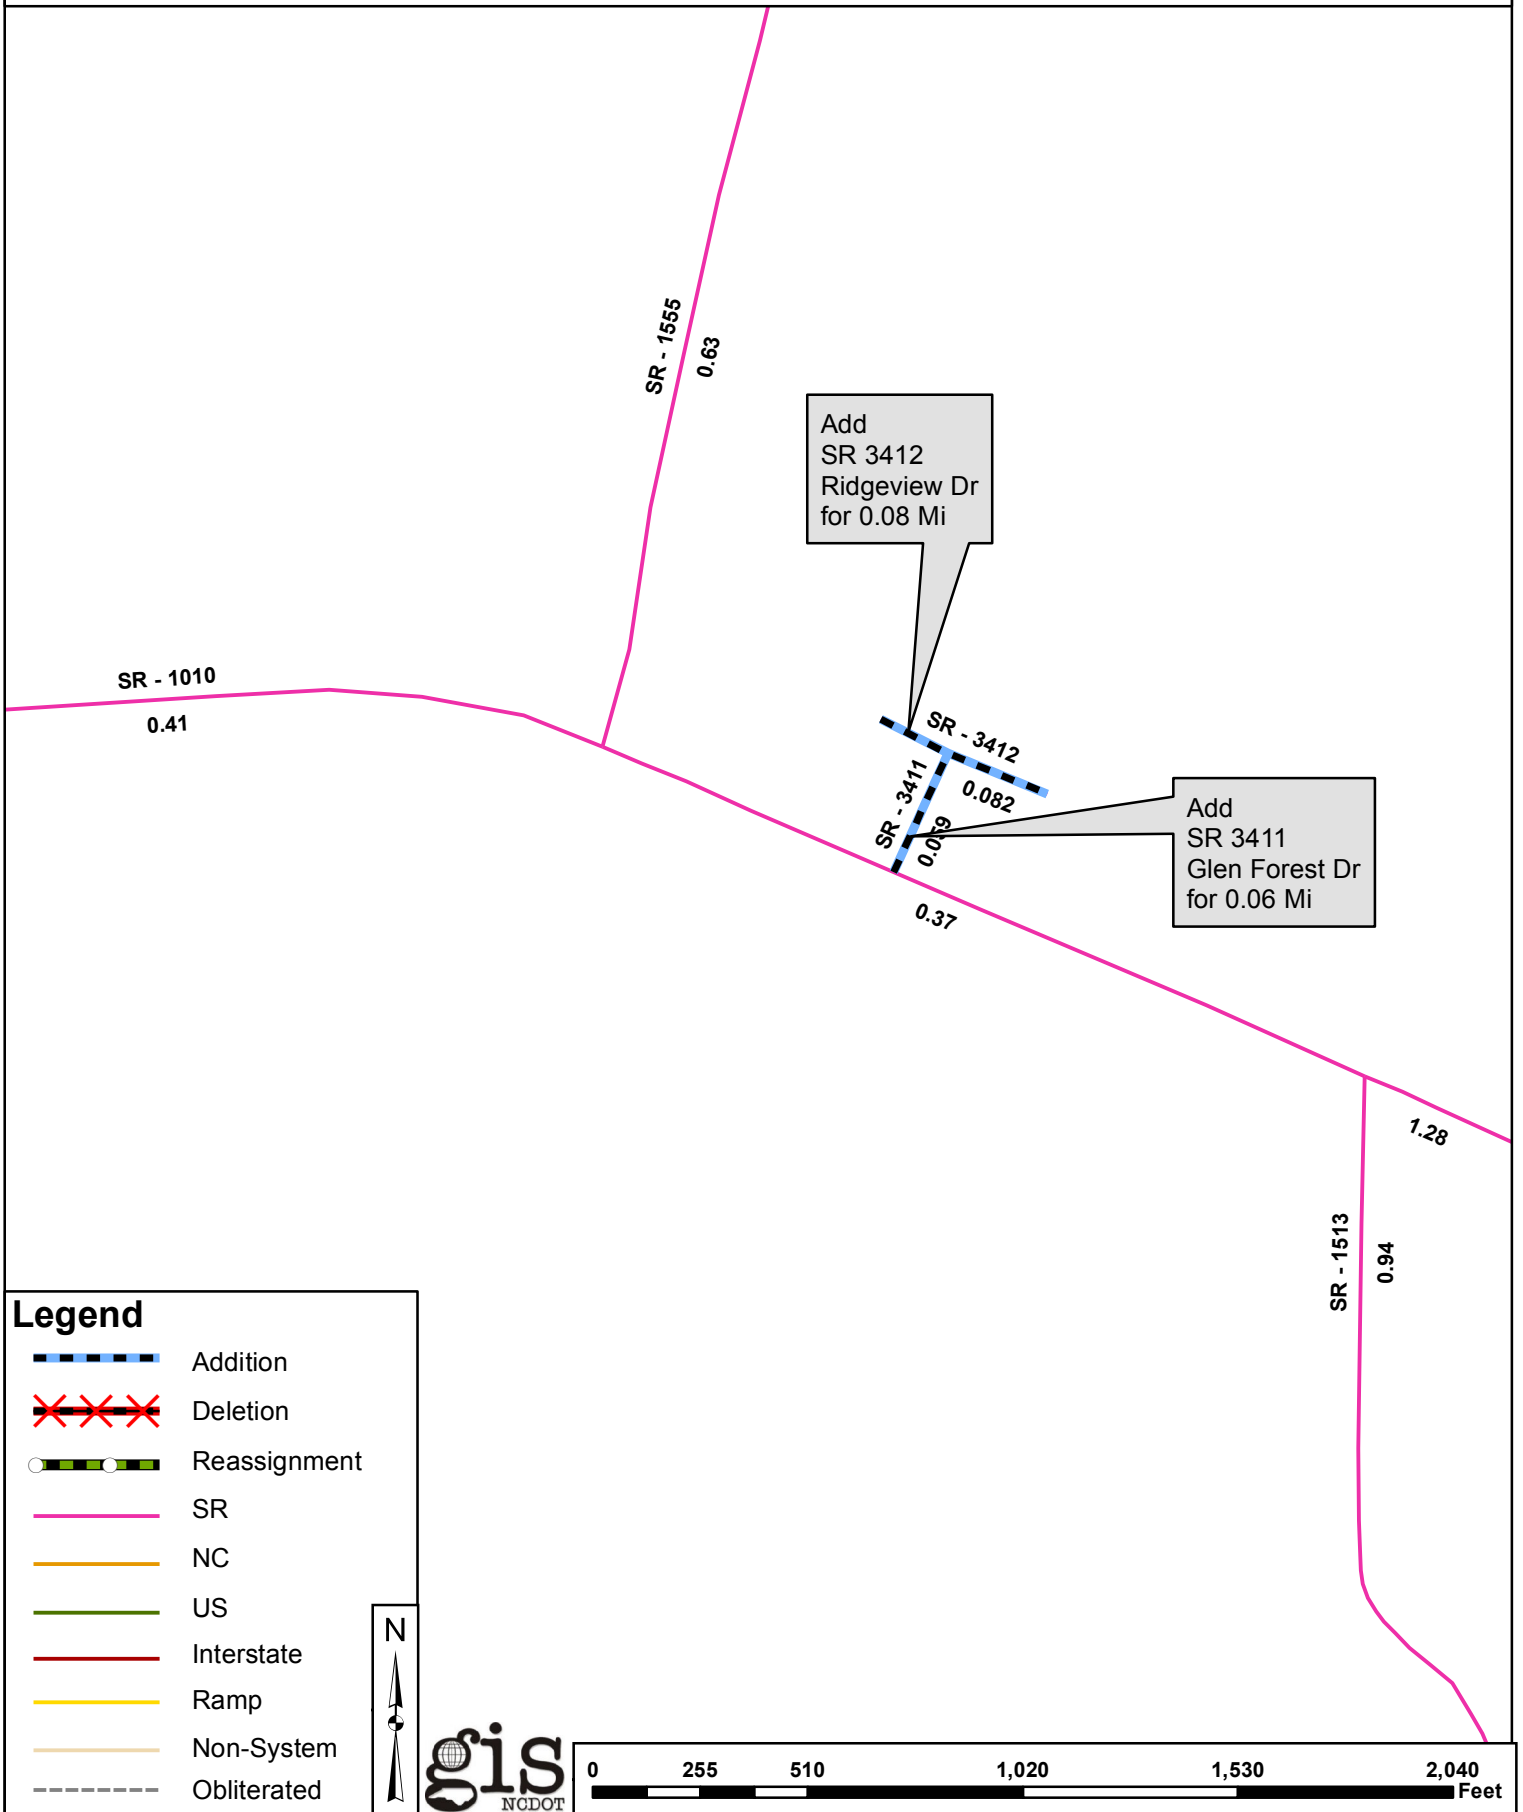 SR - 1555
0.63
Add
SR 3412
Ridgeview Dr
for 0.08 Mi
SR - 1010
0.41
SR - 3412
0.082
SR - 3411
0.059
Add
SR 3411
Glen Forest Dr
for 0.06 Mi
0.37
1.28
SR - 1513
0.94
Legend
Addition
Deletion
Reassignment
SR
NC
US
Interstate
Ramp
Non-System
Obliterated
N
gis
NCDOT
0 255 510 1,020 1,530 2,040
Feet